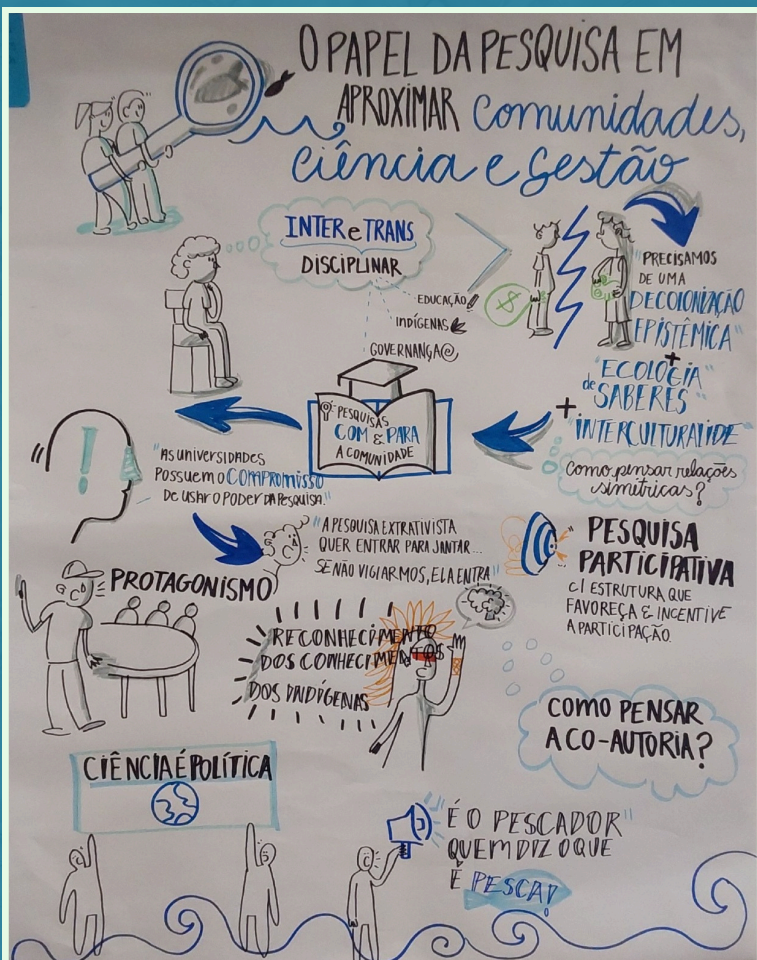 O PAPEL DA PESQUISA EM
APROXIMAR Comunidades,
Ciência e Gestão
INTER e TRANS
DISCIPLINAR
EDUCAÇÃO
INDÍGENAS
GOVERNANÇA
$
"PRECISAMOS
DE UMA
DECOLONIZAÇÃO
EPISTÊMICA"
+
"ECOLOGIA
de SABERES"
+
"INTERCULTURALIDE"
Como pensar relações
simétricas?
PESQUISAS
COM & PARA
A COMUNIDADE
"AS UNIVERSIDADES
POSSUEM O COMPROMISSO
DE USAR O PODER DA PESQUISA."
!
"A PESQUISA EXTRATIVISTA
QUER ENTRAR PARA JANTAR...
SE NÃO VIGIARMOS, ELA ENTRA"
PESQUISA
PARTICIPATIVA
C/ ESTRUTURA QUE
FAVOREÇA & INCENTIVE
A PARTICIPAÇÃO.
PROTAGONISMO
RECONHECIMENTO
DOS CONHECIMENTOS
DOS INDÍGENAS
COMO PENSAR
A CO-AUTORIA?
CIÊNCIA É POLÍTICA
"É O PESCADOR"
QUEM DIZ O QUE
É PESCA!